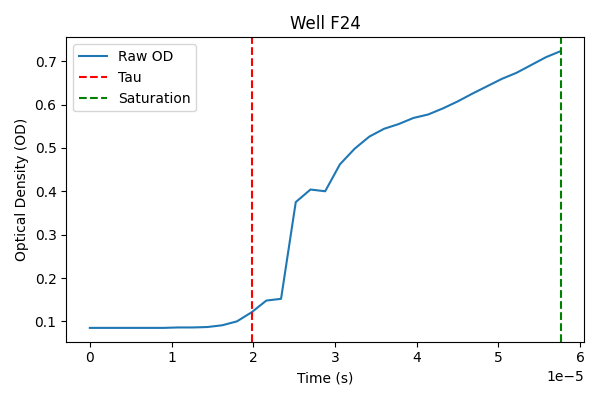 Well F24
Raw OD
Tau
Saturation
Optical Density (OD)
0.7
0.6
0.5
0.4
0.3
0.2
0.1
0 1 2 3 4 5 6
1e−5
Time (s)